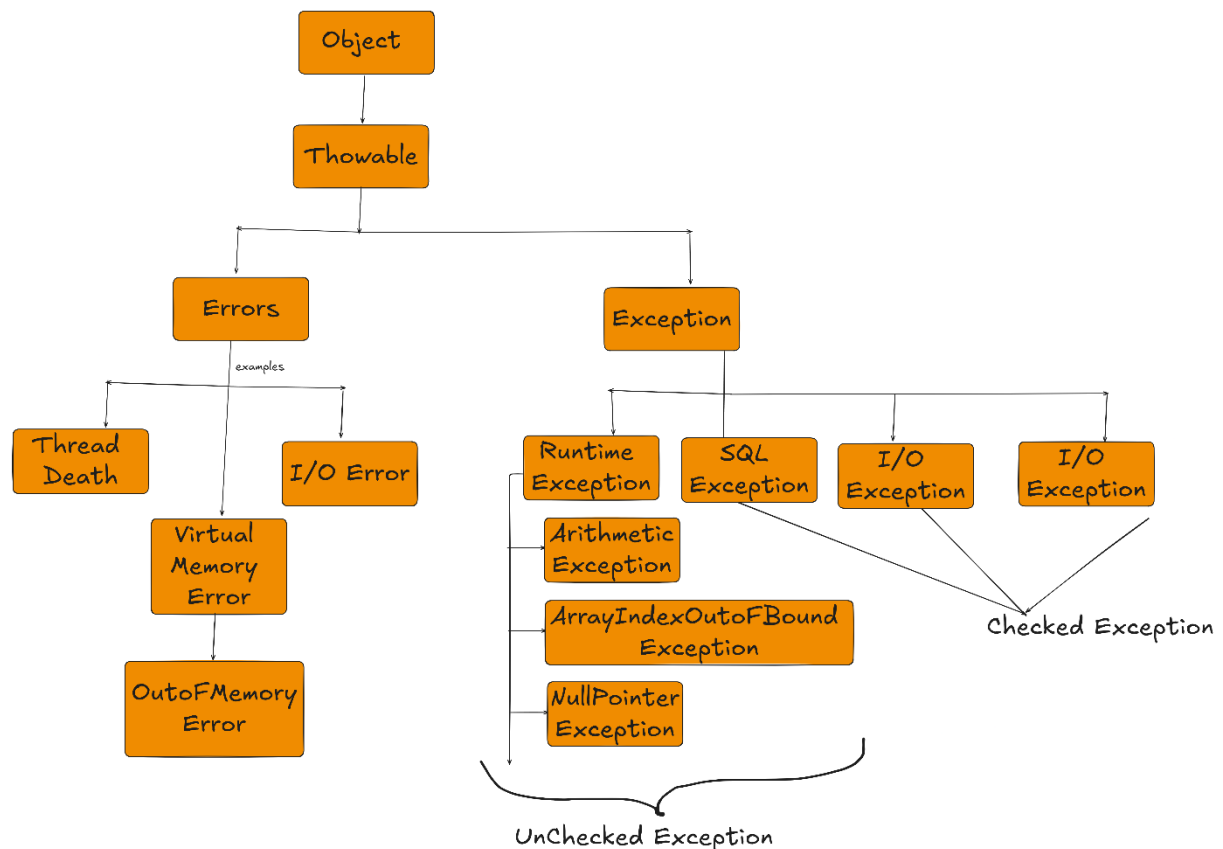 Object
Thowable
Errors
Exception
examples
Thread
Death
I/O Error
Runtime
Exception
SQL
Exception
I/O
Exception
I/O
Exception
Virtual
Memory
Error
Arithmetic
Exception
ArrayIndexOutoFBound
Exception
Checked Exception
OutoFMemory
Error
NullPointer
Exception
UnChecked Exception